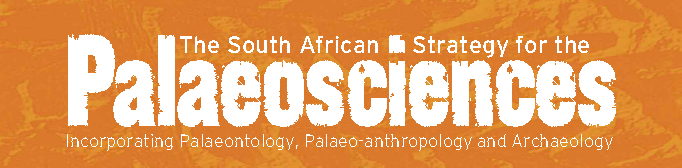 The South African Strategy for the
Palaeosciences
Incorporating Palaeontology, Palaeo-anthropology and Archaeology